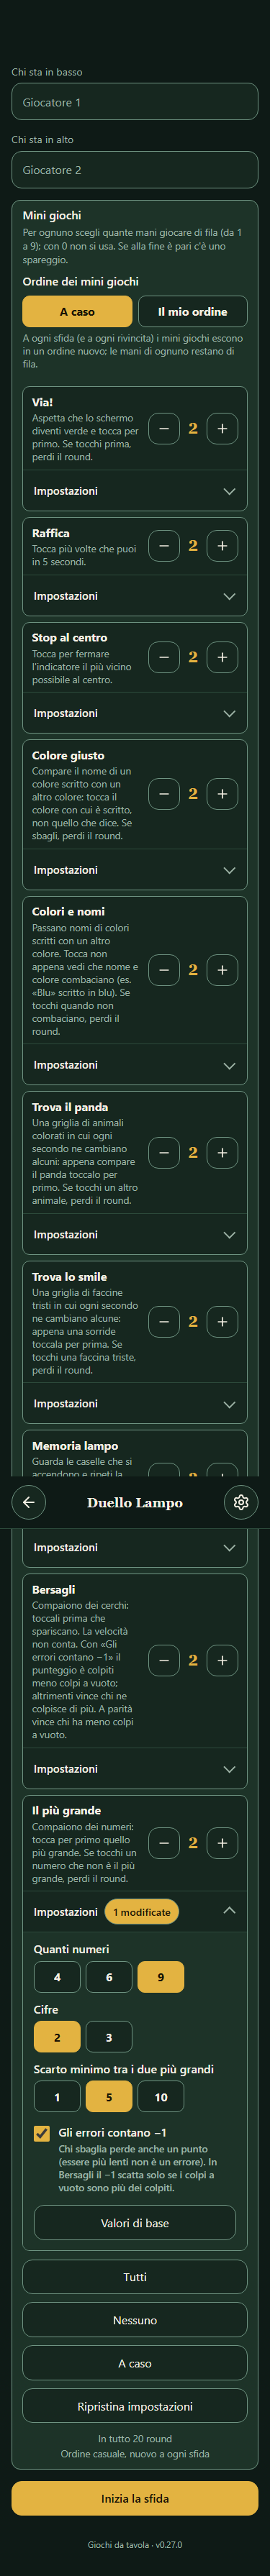 Chi sta in basso
Giocatore 1
Chi sta in alto
Giocatore 2
Mini giochi
Per ognuno scegli quante mani giocare di fila (da 1
a 9); con 0 non si usa. Se alla fine è pari c'è uno
spareggio.
Ordine dei mini giochi
A caso
Il mio ordine
A ogni sfida (e a ogni rivincita) i mini giochi escono
in un ordine nuovo; le mani di ognuno restano di
fila.
Via!
Aspetta che lo schermo
diventi verde e tocca per
primo. Se tocchi prima,
perdi il round.
− 2 +
Impostazioni
Raffica
Tocca più volte che puoi
in 5 secondi.
− 2 +
Impostazioni
Stop al centro
Tocca per fermare
l'indicatore il più vicino
possibile al centro.
− 2 +
Impostazioni
Colore giusto
Compare il nome di un
colore scritto con un
altro colore: tocca il
colore con cui è scritto,
non quello che dice. Se
sbagli, perdi il round.
− 2 +
Impostazioni
Colori e nomi
Passano nomi di colori
scritti con un altro
colore. Tocca non
appena vedi che nome e
colore combaciano (es.
«Blu» scritto in blu). Se
tocchi quando non
combaciano, perdi il
round.
− 2 +
Impostazioni
Trova il panda
Una griglia di animali
colorati in cui ogni
secondo ne cambiano
alcuni: appena compare
il panda toccalo per
primo. Se tocchi un altro
animale, perdi il round.
− 2 +
Impostazioni
Trova lo smile
Una griglia di faccine
tristi in cui ogni secondo
ne cambiano alcune:
appena una sorride
toccala per prima. Se
tocchi una faccina triste,
perdi il round.
− 2 +
Impostazioni
Memoria lampo
Guarda le caselle che si
accendono e ripeti la
Duello Lampo
Impostazioni
Bersagli
Compaiono dei cerchi:
toccali prima che
spariscano. La velocità
non conta. Con «Gli
errori contano −1» il
punteggio è colpiti
meno colpi a vuoto;
altrimenti vince chi ne
colpisce di più. A parità
vince chi ha meno colpi
a vuoto.
− 2 +
Impostazioni
Il più grande
Compaiono dei numeri:
tocca per primo quello
più grande. Se tocchi un
numero che non è il più
grande, perdi il round.
− 2 +
Impostazioni 1 modificate
Quanti numeri
4 6 9
Cifre
2 3
Scarto minimo tra i due più grandi
1 5 10
Gli errori contano −1
Chi sbaglia perde anche un punto
(essere più lenti non è un errore). In
Bersagli il −1 scatta solo se i colpi a
vuoto sono più dei colpiti.
Valori di base
Tutti
Nessuno
A caso
Ripristina impostazioni
In tutto 20 round
Ordine casuale, nuovo a ogni sfida
Inizia la sfida
Giochi da tavola · v0.27.0